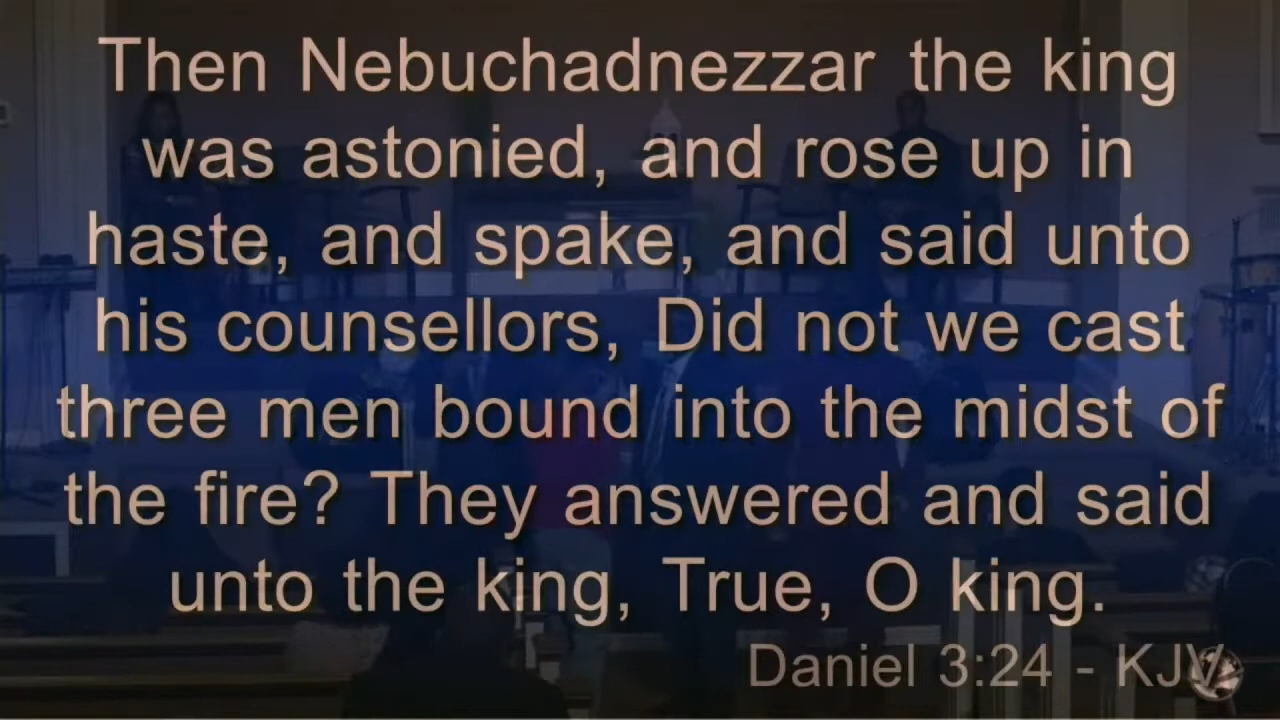 Then Nebuchadnezzar the king
was astonied, and rose up in
haste, and spake, and said unto
his counsellors, Did not we cast
three men bound into the midst of
the fire? They answered and said
unto the king, True, O king.
Daniel 3:24 - KJV